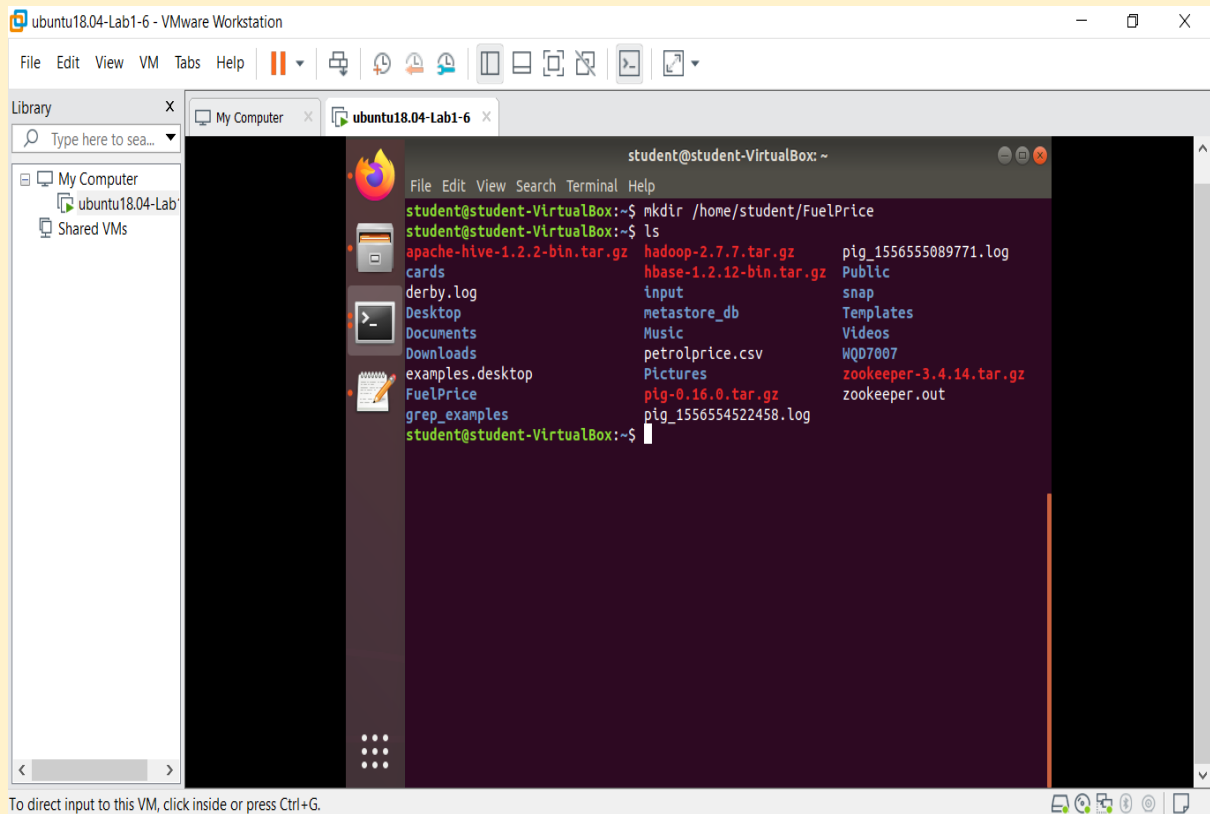 ubuntu18.04-Lab1-6 - VMware Workstation
File Edit View VM Tabs Help
Library X
Type here to sea...
My Computer
ubuntu18.04-Lab
Shared VMs
My Computer ubuntu18.04-Lab1-6
student@student-VirtualBox: ~
File Edit View Search Terminal Help
student@student-VirtualBox:~$ mkdir /home/student/FuelPrice
student@student-VirtualBox:~$ ls
apache-hive-1.2.2-bin.tar.gz hadoop-2.7.7.tar.gz pig_1556555089771.log
cards hbase-1.2.12-bin.tar.gz Public
derby.log input snap
Desktop metastore_db Templates
Documents Music Videos
Downloads petrolprice.csv WQD7007
examples.desktop Pictures zookeeper-3.4.14.tar.gz
FuelPrice pig-0.16.0.tar.gz zookeeper.out
grep_examples pig_1556554522458.log
student@student-VirtualBox:~$
To direct input to this VM, click inside or press Ctrl+G.